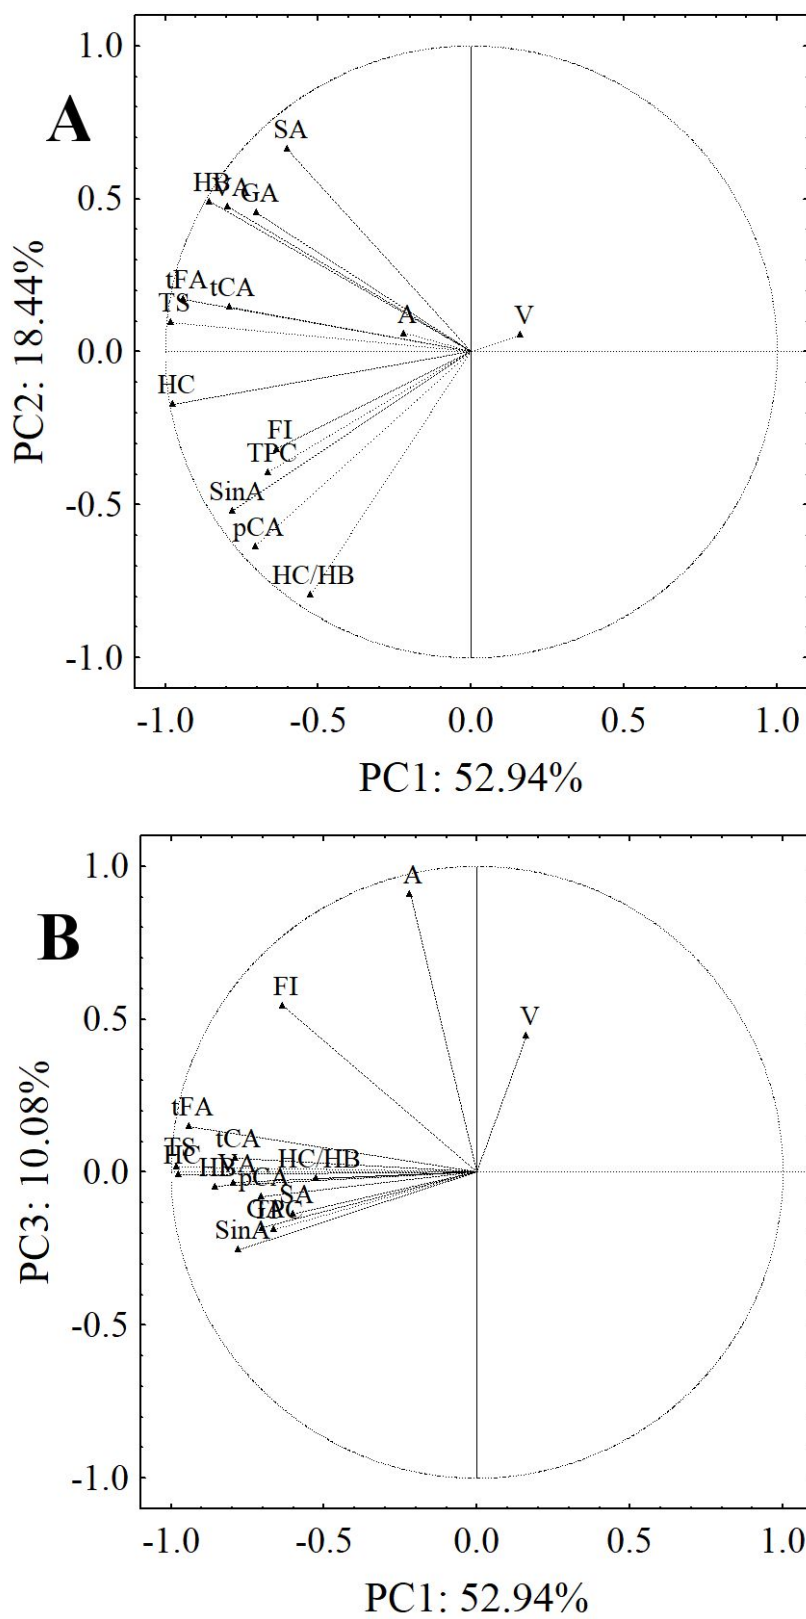 A
1.0
0.5
0.0
-0.5
-1.0
PC2: 18.44%
SA
HB VA GA
tFA tCA
TS
A V
HC
FI
TPC
SinA
pCA
HC/HB
-1.0 -0.5 0.0 0.5 1.0
PC1: 52.94%
B
1.0
0.5
0.0
-0.5
-1.0
PC3: 10.08%
A
FI
V
tFA
tCA
TS
HC HC/HB
HB VA
pCA
SA
GA TPC
SinA
-1.0 -0.5 0.0 0.5 1.0
PC1: 52.94%